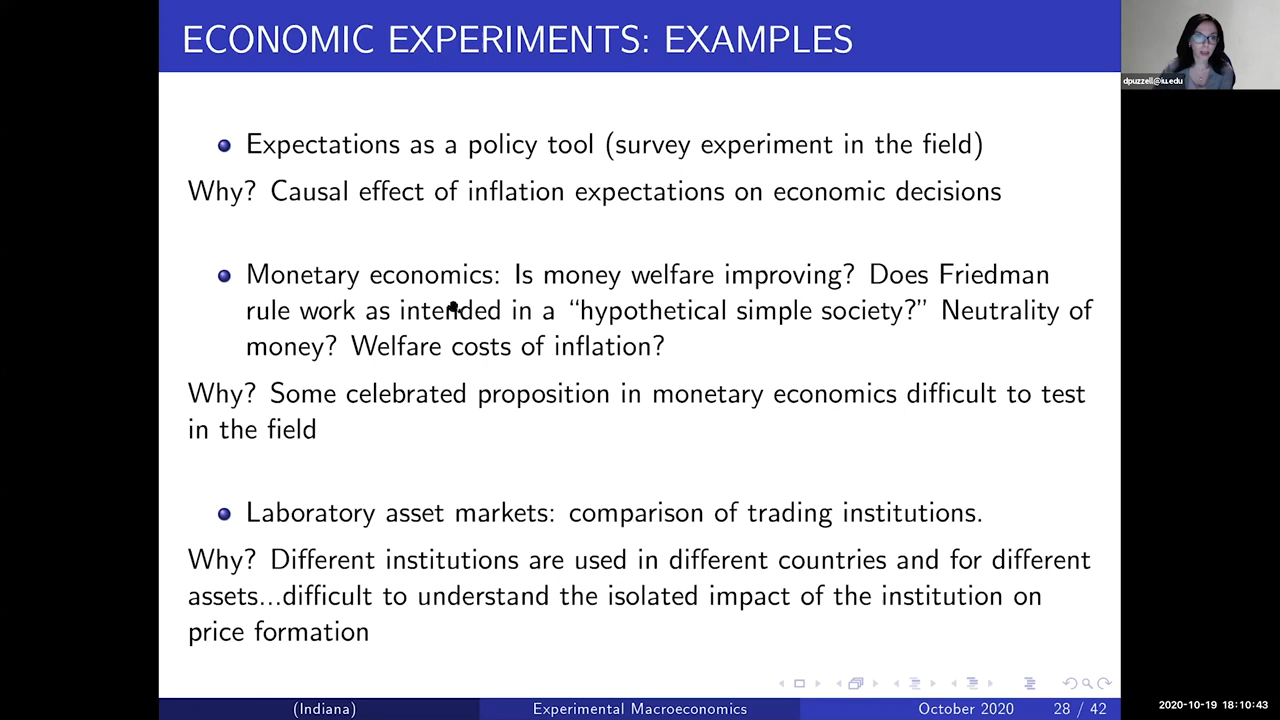 ECONOMIC EXPERIMENTS: EXAMPLES
dpuzzell@iu.edu
Expectations as a policy tool (survey experiment in the field)
Why? Causal effect of inflation expectations on economic decisions
Monetary economics: Is money welfare improving? Does Friedman
rule work as intended in a “hypothetical simple society?” Neutrality of
money? Welfare costs of inflation?
Why? Some celebrated proposition in monetary economics difficult to test
in the field
Laboratory asset markets: comparison of trading institutions.
Why? Different institutions are used in different countries and for different
assets...difficult to understand the isolated impact of the institution on
price formation
(Indiana) Experimental Macroeconomics October 2020 28 / 42
2020-10-19 18:10:43